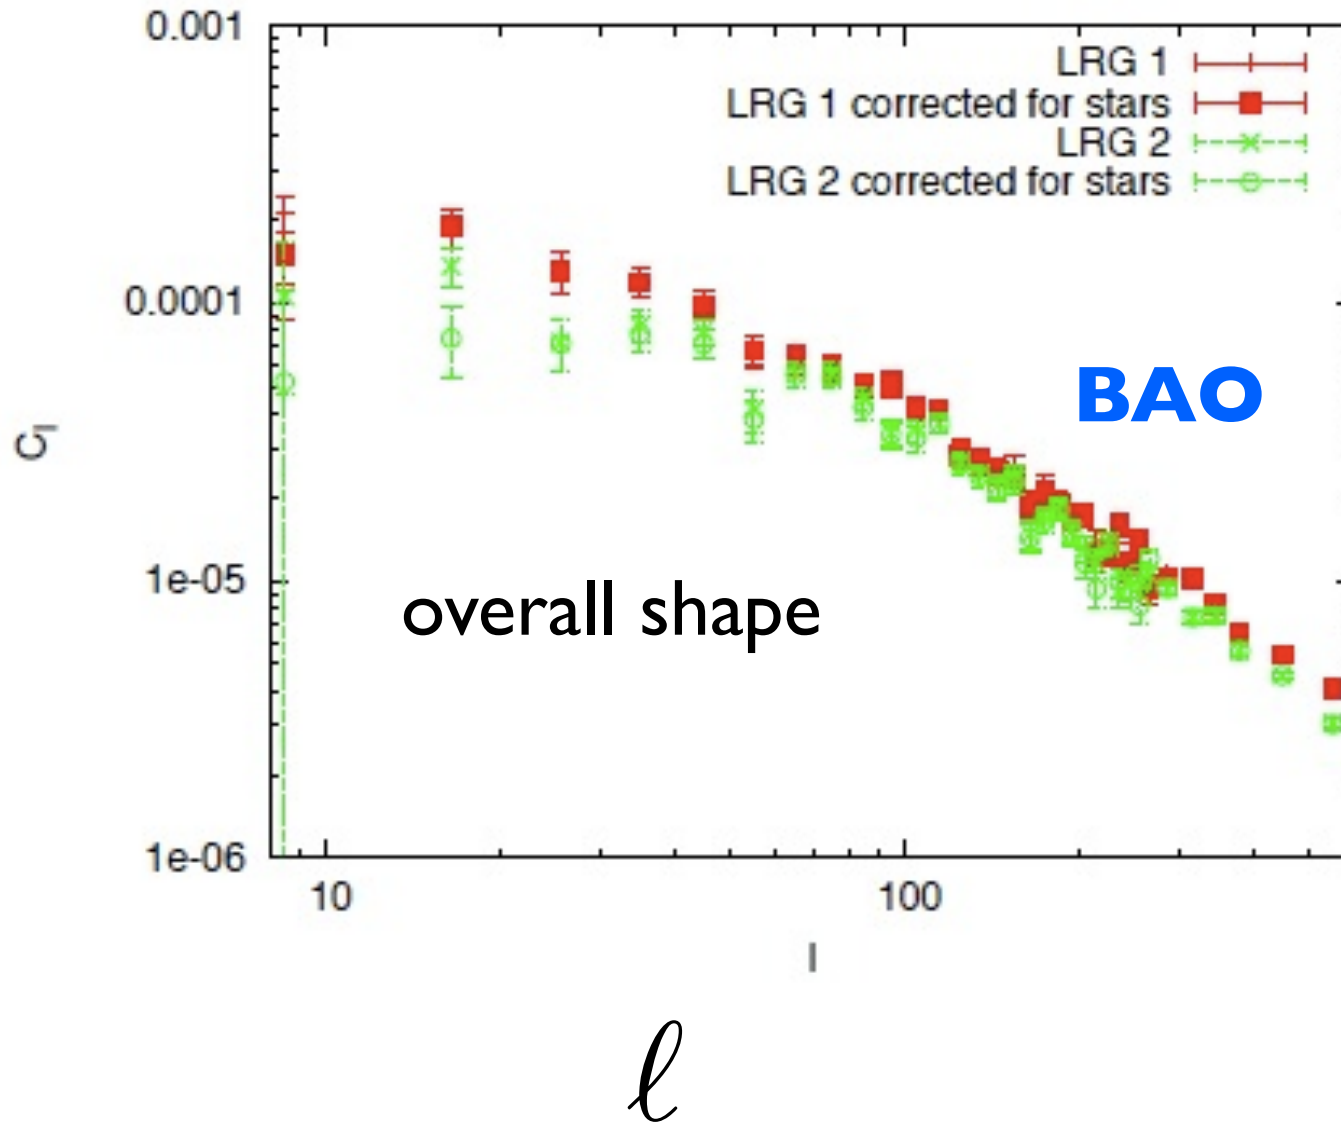 0.001
LRG 1
LRG 1 corrected for stars
LRG 2
LRG 2 corrected for stars
0.0001
BAO
C_l
1e-05
overall shape
1e-06
10 100
l
ℓ